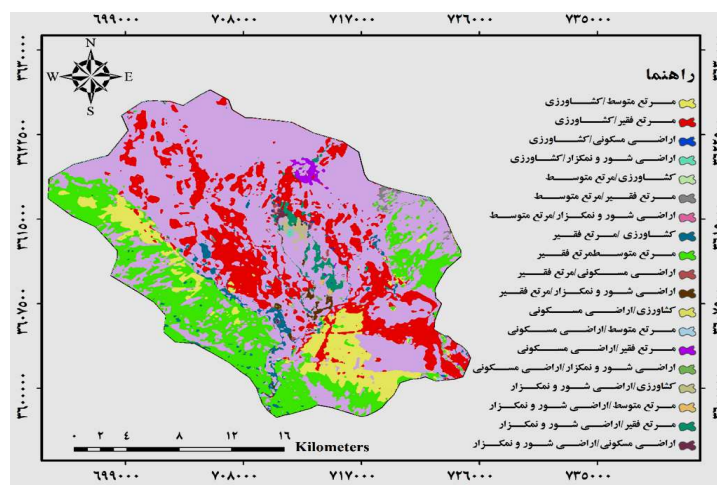 ۶۹۹۰۰۰ ۷۰۸۰۰۰ ۷۱۷۰۰۰ ۷۲۶۰۰۰ ۷۳۵۰۰۰
N
W E
S
راهنما
مرتع متوسط/کشاورزی
مرتع فقیر/کشاورزی
اراضی مسکونی/کشاورزی
اراضی شور و نمکزار/کشاورزی
کشاورزی/مرتع متوسط
مرتع فقیر/مرتع متوسط
اراضی شور و نمکزار/مرتع متوسط
کشاورزی /مرتع فقیر
مرتع متوسطمرتع فقیر
اراضی مسکونی/مرتع فقیر
اراضی شور و نمکزار/مرتع فقیر
کشاورزی/اراضی مسکونی
مرتع متوسط/اراضی مسکونی
مرتع فقیر/اراضی مسکونی
اراضی شور و نمکزار/اراضی مسکونی
کشاورزی/اراضی شور و نمکزار
مرتع متوسط/اراضی شور و نمکزار
مرتع فقیر/اراضی شور و نمکزار
اراضی مسکونی/اراضی شور و نمکزار
۳۶۳۰۰۰۰
۳۶۲۲۵۰۰
۳۶۱۵۰۰۰
۳۶۰۷۵۰۰
۳۶۰۰۰۰۰
۰ ۲ ۴ ۸ ۱۲ ۱۶
Kilometers
۶۹۹۰۰۰ ۷۰۸۰۰۰ ۷۱۷۰۰۰ ۷۲۶۰۰۰ ۷۳۵۰۰۰